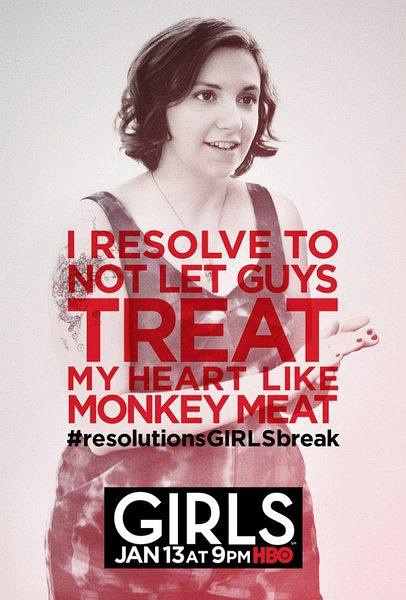 I RESOLVE TO
NOT LET GUYS
TREAT
MY HEART LIKE
MONKEY MEAT
#resolutionsGIRLSbreak
GIRLS
JAN 13 AT 9PM HBO